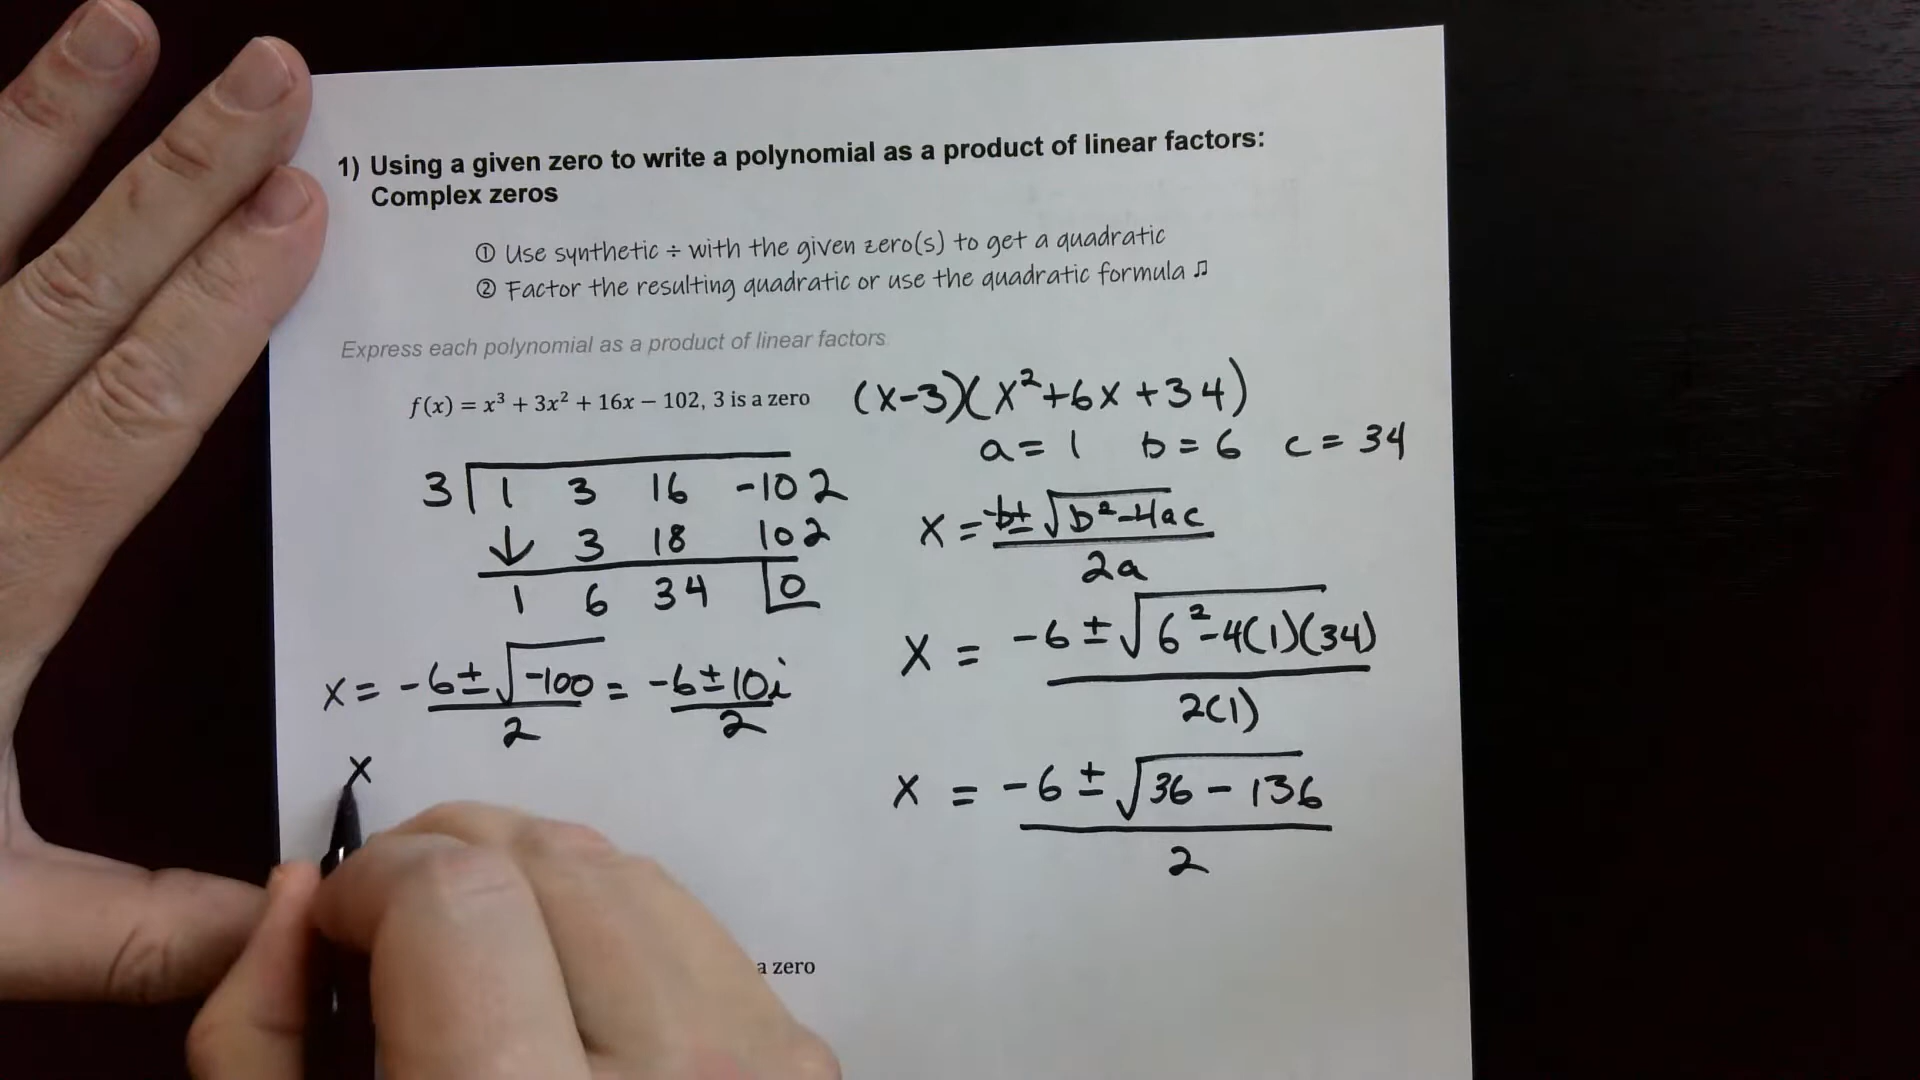 1) Using a given zero to write a polynomial as a product of linear factors:
Complex zeros
① Use synthetic ÷ with the given zero(s) to get a quadratic
② Factor the resulting quadratic or use the quadratic formula ♫
Express each polynomial as a product of linear factors
f(x) = x³ + 3x² + 16x − 102, 3 is a zero
(x-3)(x²+6x+34)
a = 1 b = 6 c = 34
3 1 3 16 -102
↓ 3 18 102
1 6 34 0
x = -b±√b²-4ac
2a
x = -6 ± √6²-4(1)(34)
2(1)
x = -6±√-100 = -6±10i
2 2
x = -6 ± √36 - 136
2
x
a zero